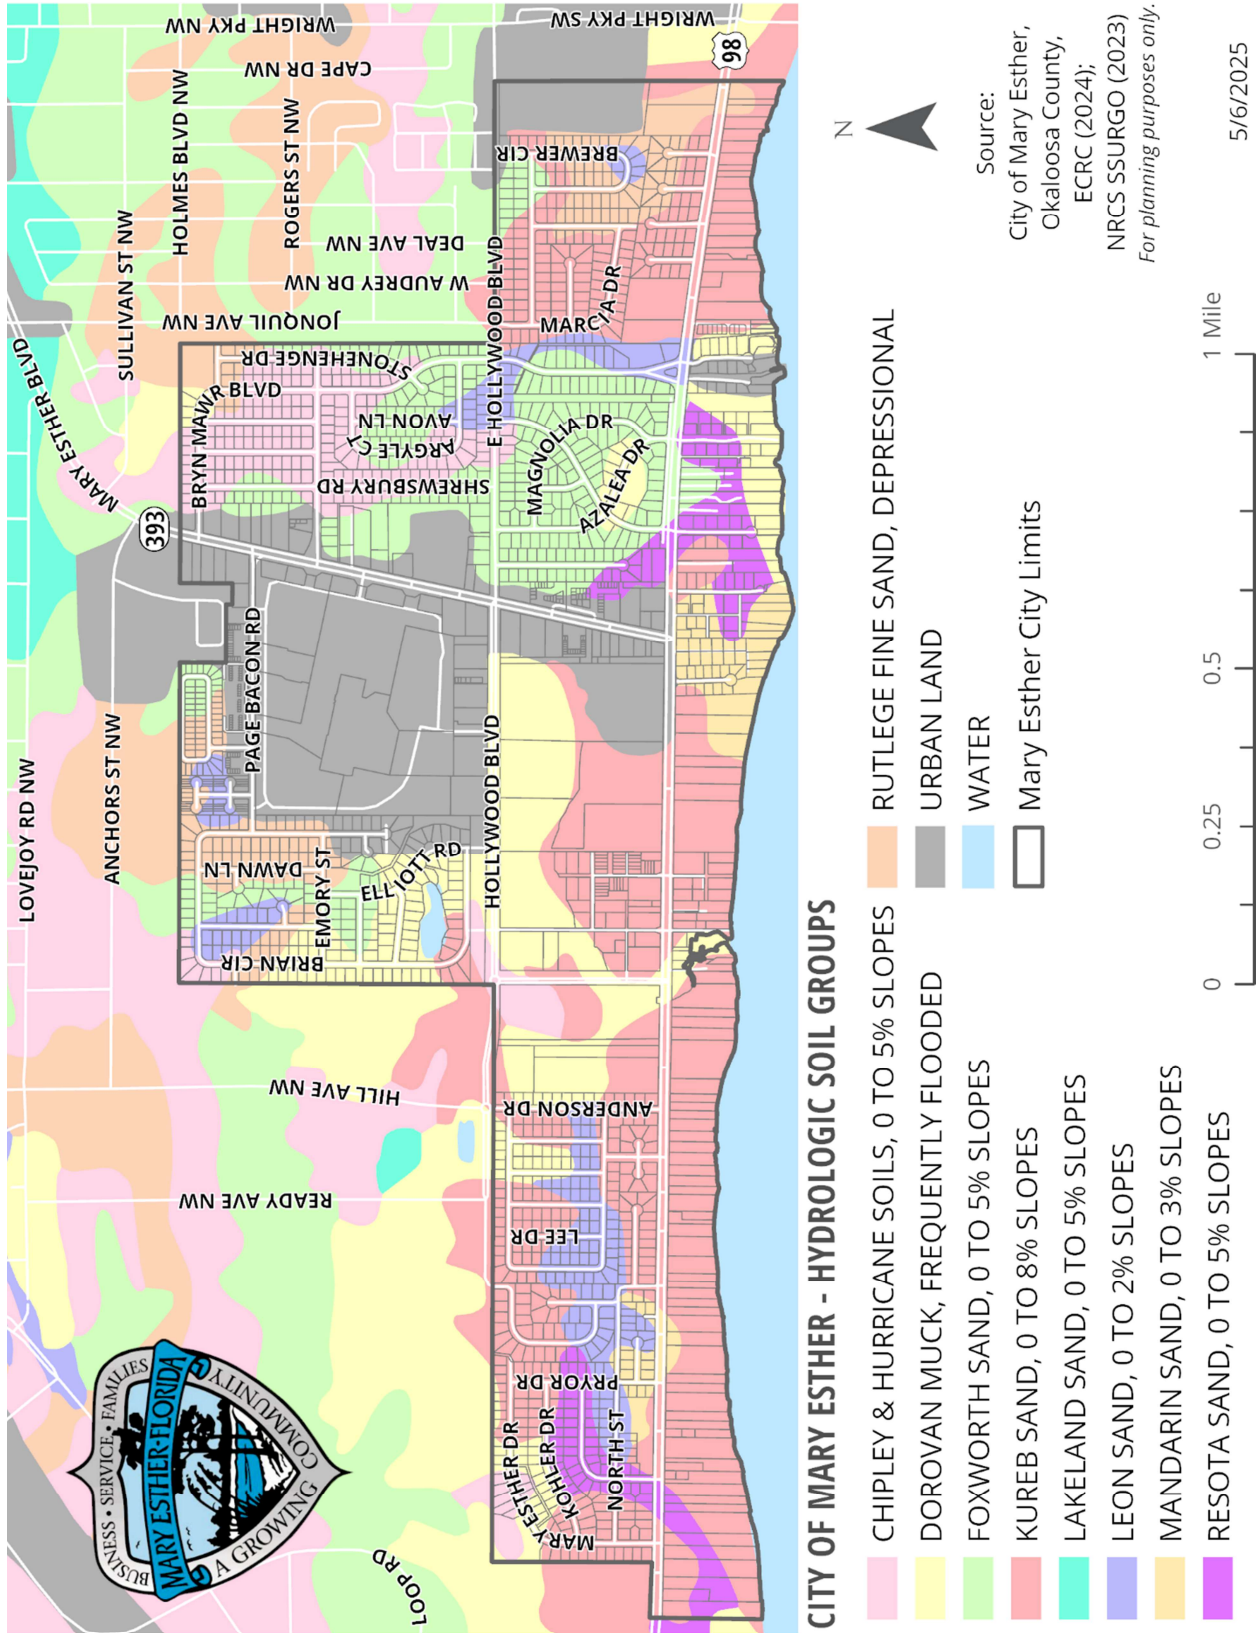 BUSINESS • SERVICE • FAMILIES
MARY ESTHER•FLORIDA
A GROWING COMMUNITY
LOVEJOY RD NW
ANCHORS ST NW
MARY ESTHER BLVD
393
SULLIVAN ST NW
HOLMES BLVD NW
ROGERS ST NW
WRIGHT PKY NW
CAPE DR NW
DEAL AVE NW
W AUDREY DR NW
JONQUIL AVE NW
WRIGHT PKY SW
98
HILL AVE NW
READY AVE NW
LOOP RD
BRIAN CIR
DAWN LN
EMORY ST
ELLIOTT RD
PAGE BACON RD
BRYN MAWR BLVD
STONEHENGE DR
AVON LN
ARGYLE CT
SHREWSBURY RD
HOLLYWOOD BLVD
E HOLLYWOOD BLVD
MAGNOLIA DR
AZALEA DR
MARCIA DR
BREWER CIR
ANDERSON DR
LEE DR
PRYOR DR
NORTH ST
KOHLER DR
MARY ESTHER DR
CITY OF MARY ESTHER - HYDROLOGIC SOIL GROUPS
CHIPLEY & HURRICANE SOILS, 0 TO 5% SLOPES
DOROVAN MUCK, FREQUENTLY FLOODED
FOXWORTH SAND, 0 TO 5% SLOPES
KUREB SAND, 0 TO 8% SLOPES
LAKELAND SAND, 0 TO 5% SLOPES
LEON SAND, 0 TO 2% SLOPES
MANDARIN SAND, 0 TO 3% SLOPES
RESOTA SAND, 0 TO 5% SLOPES
RUTLEGE FINE SAND, DEPRESSIONAL
URBAN LAND
WATER
Mary Esther City Limits
0 0.25 0.5 1 Mile
N
Source:
City of Mary Esther,
Okaloosa County,
ECRC (2024);
NRCS SSURGO (2023)
For planning purposes only.
5/6/2025